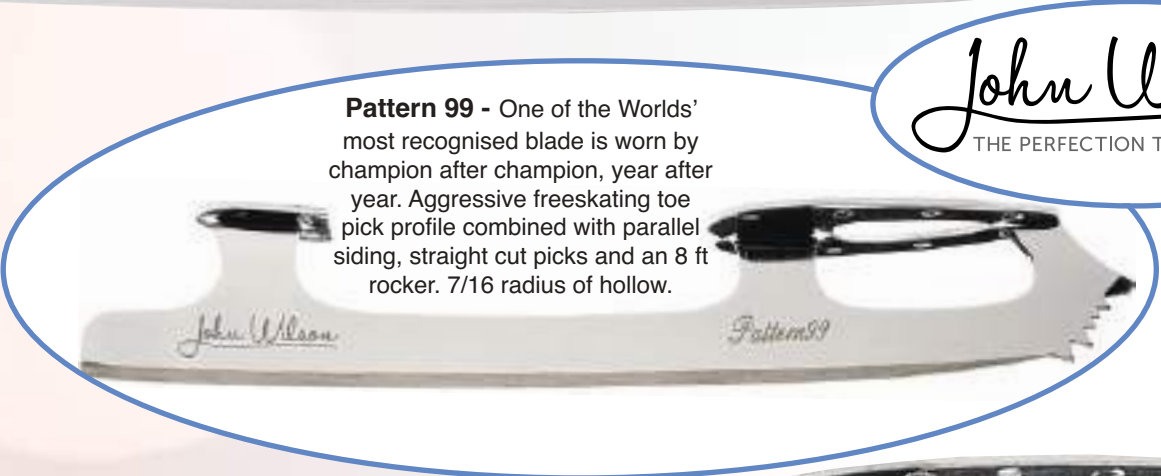 John
THE PERFECTION
Pattern 99 - One of the Worlds’
most recognised blade is worn by
champion after champion, year after
year. Aggressive freeskating toe
pick profile combined with parallel
siding, straight cut picks and an 8 ft
rocker. 7/16 radius of hollow.
John Wilson
Pattern99